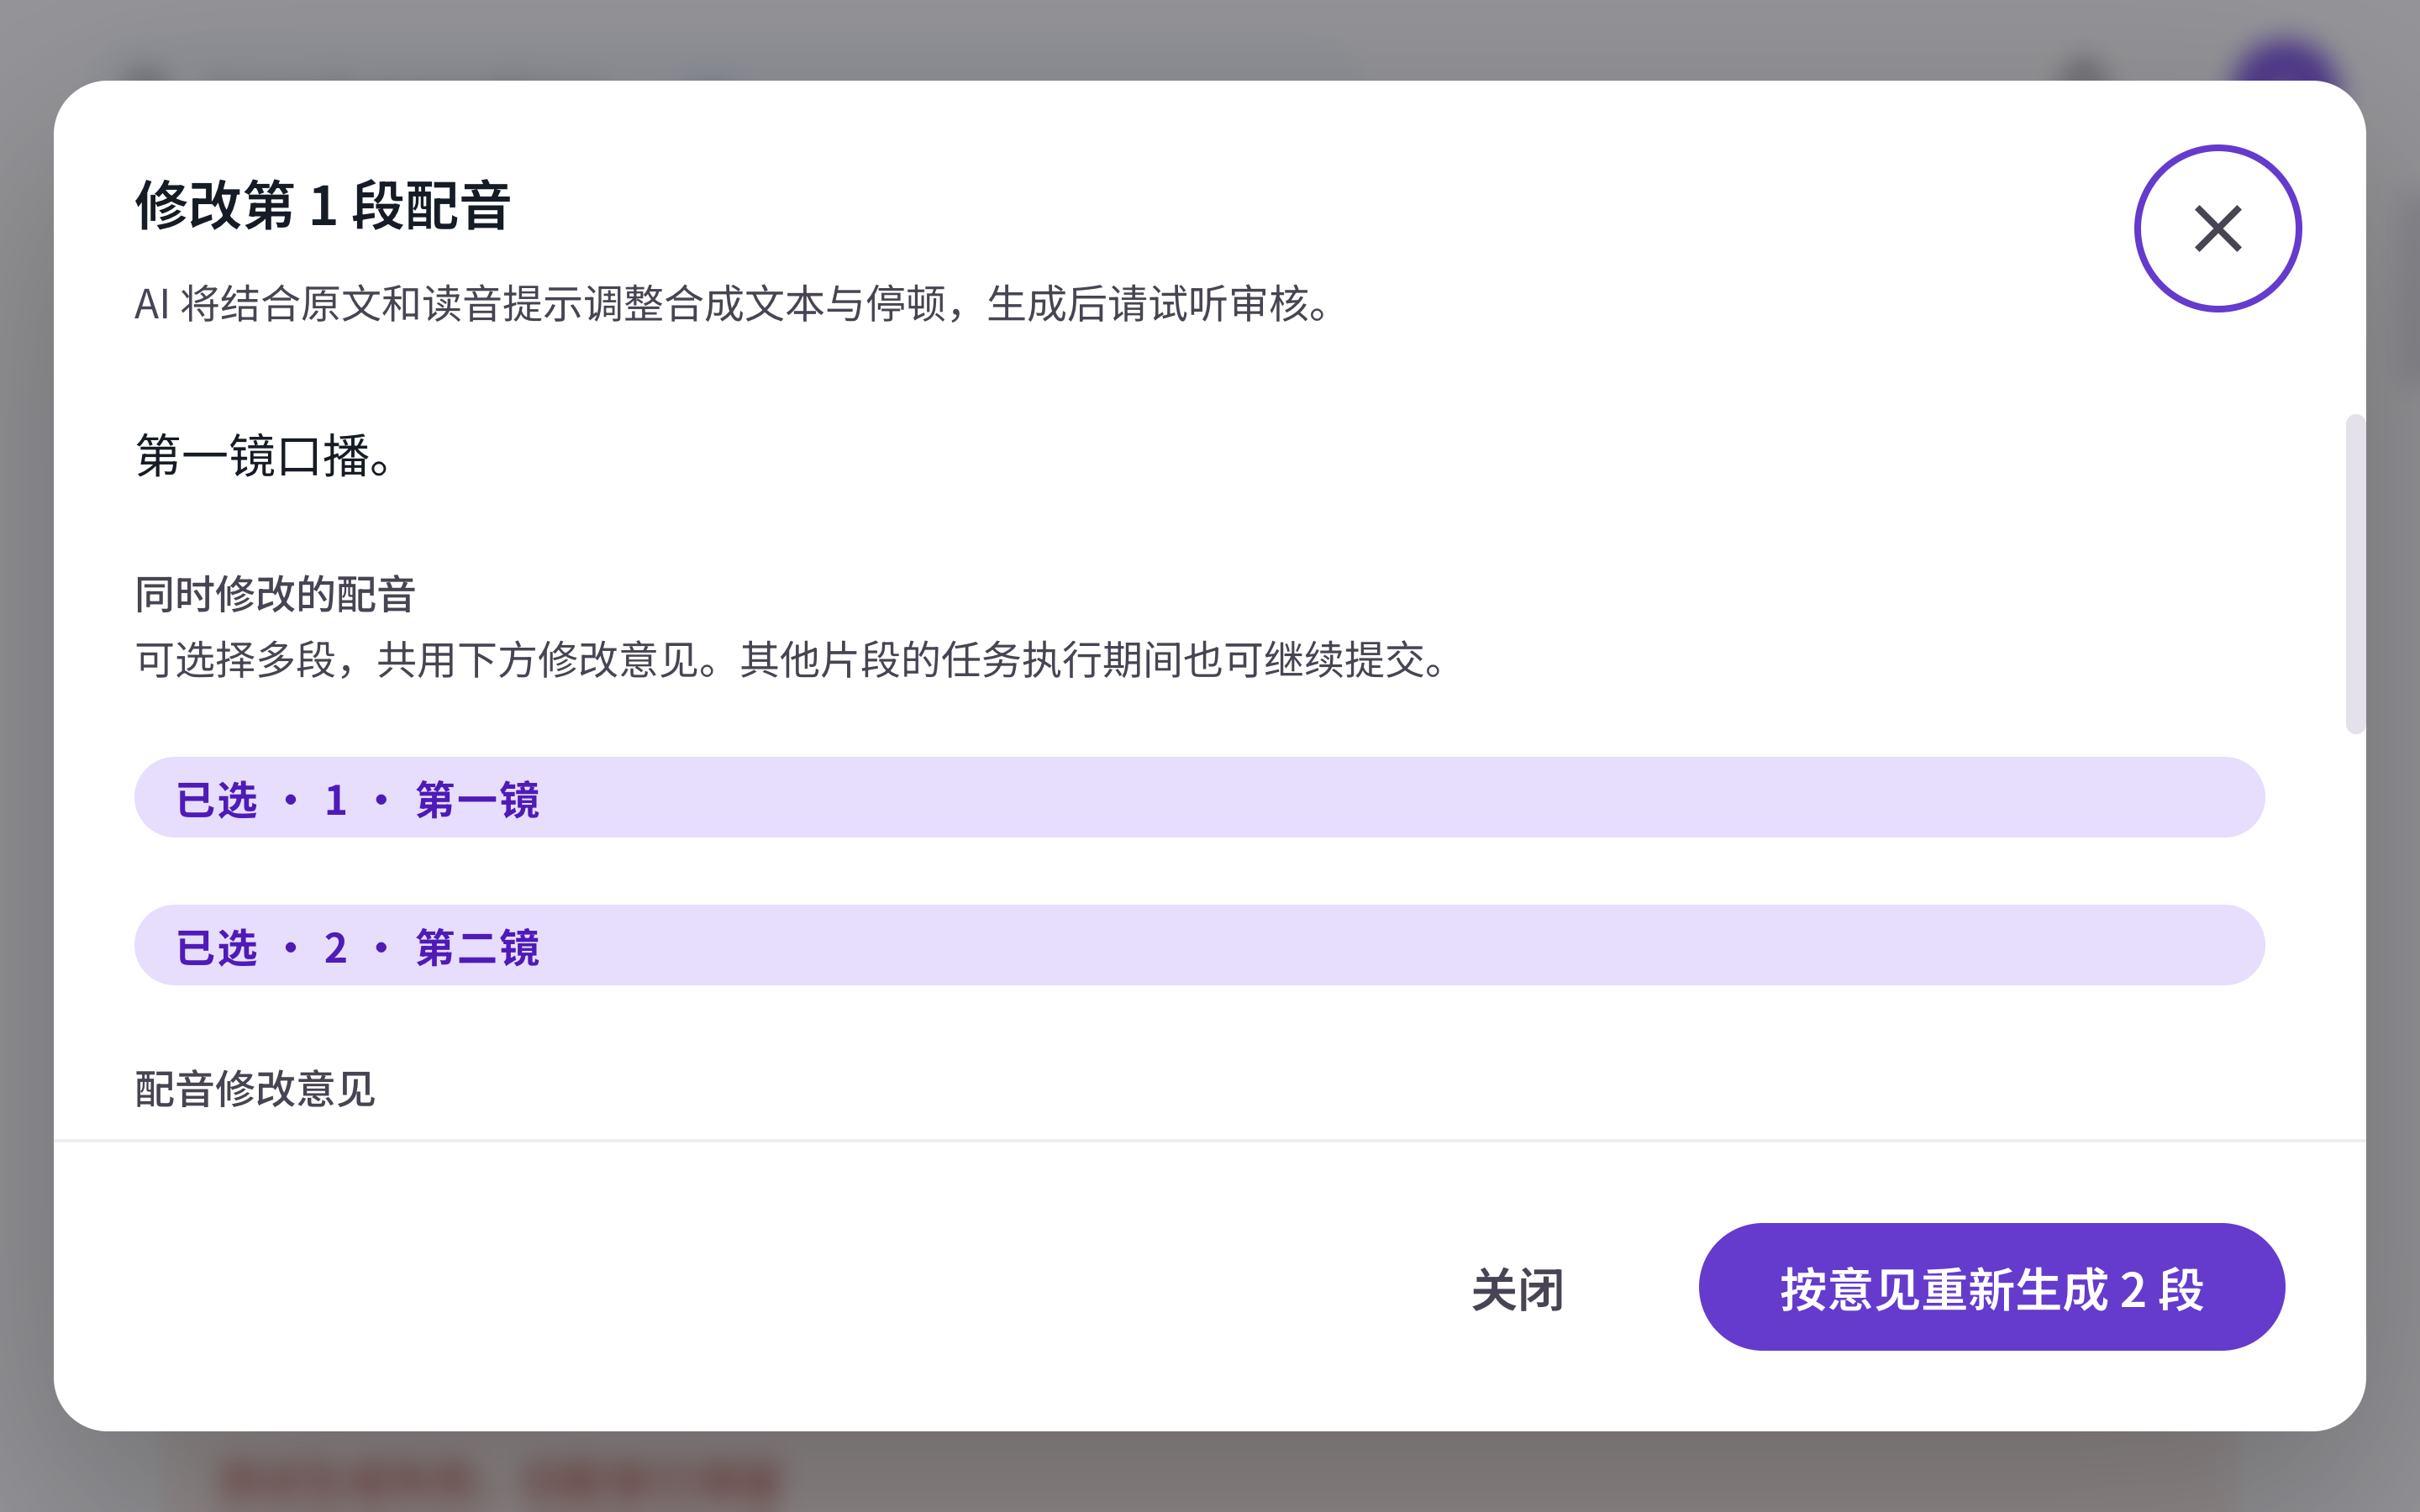 修改第 1 段配音
AI 将结合原文和读音提示调整合成文本与停顿，生成后请试听审核。
第一镜口播。
同时修改的配音
可选择多段，共用下方修改意见。其他片段的任务执行期间也可继续提交。
已选 · 1 · 第一镜
已选 · 2 · 第二镜
配音修改意见
关闭
按意见重新生成 2 段